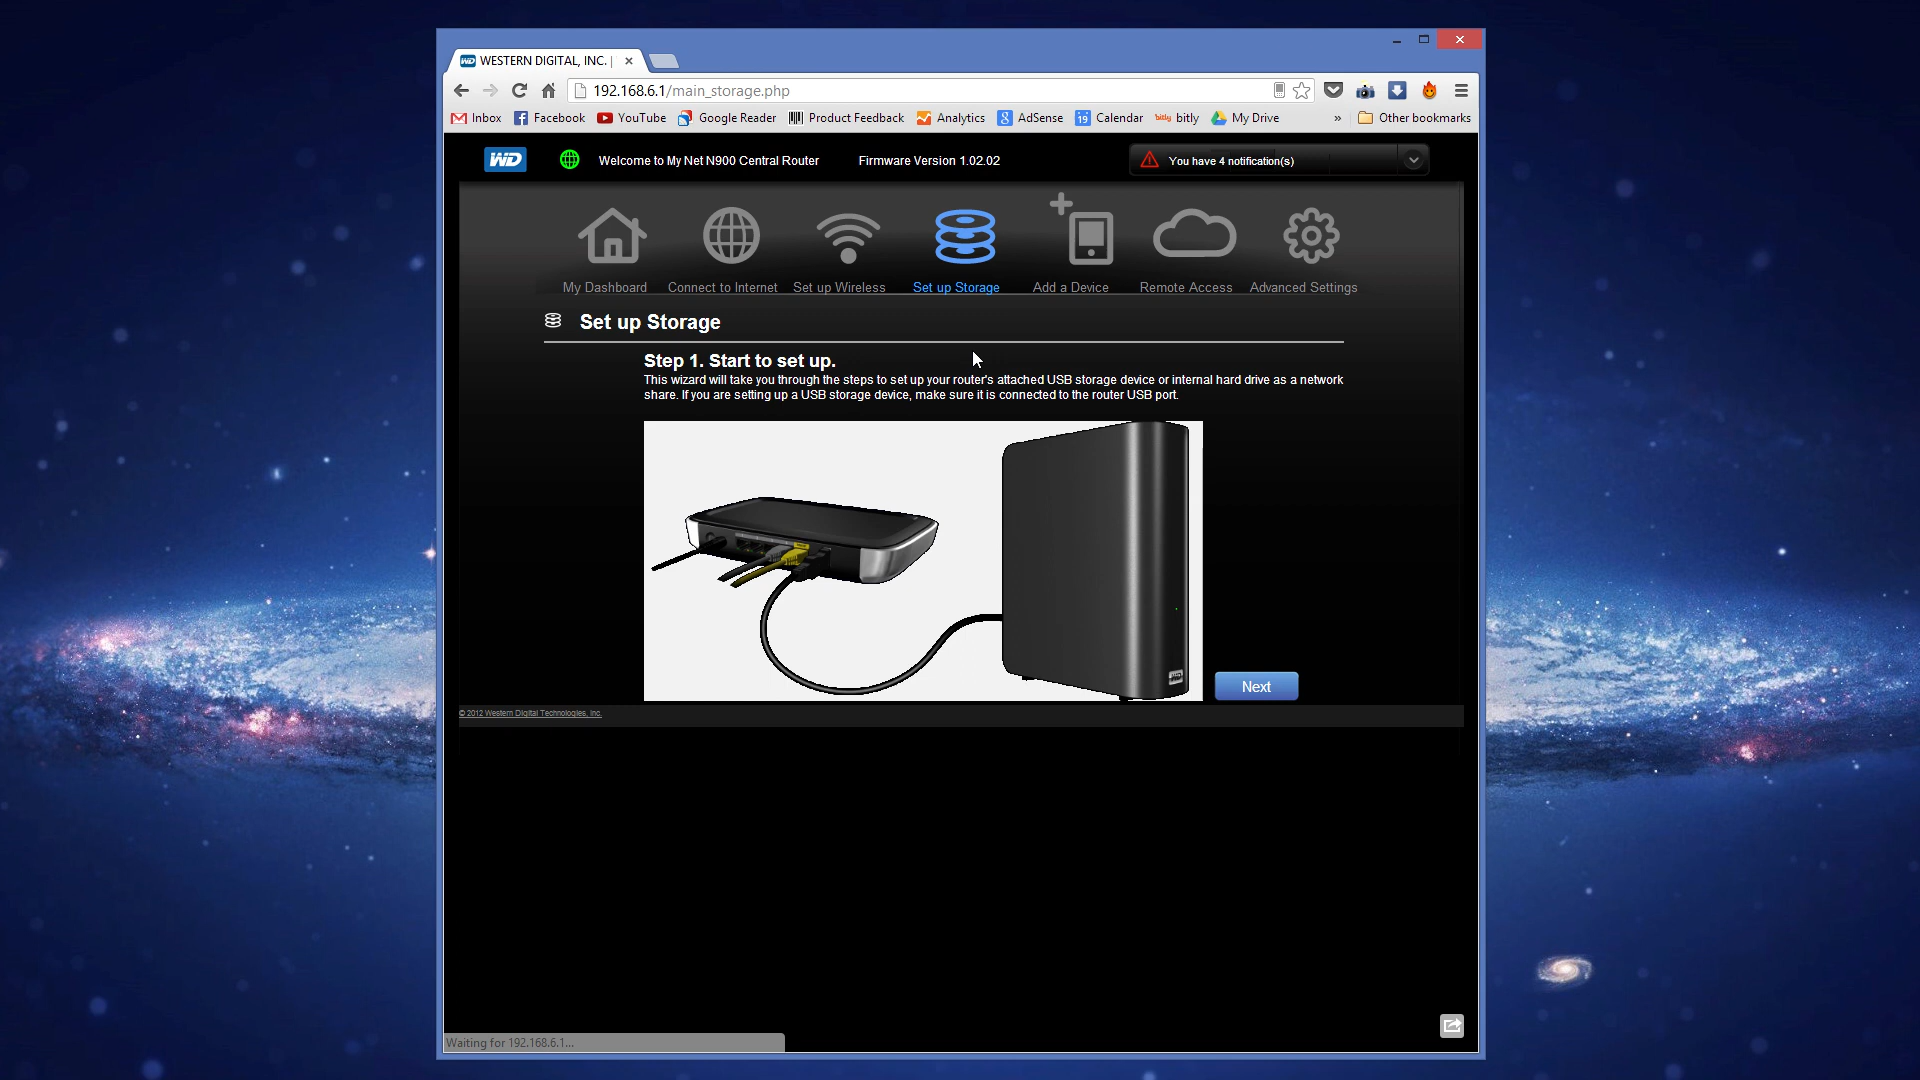 WD WESTERN DIGITAL, INC. |
192.168.6.1/main_storage.php
Inbox Facebook YouTube Google Reader Product Feedback Analytics 8 AdSense 19 Calendar bitly bitly My Drive » Other bookmarks
WD Welcome to My Net N900 Central Router Firmware Version 1.02.02 You have 4 notification(s)
My Dashboard Connect to Internet Set up Wireless Set up Storage Add a Device Remote Access Advanced Settings
Set up Storage
Step 1. Start to set up.
This wizard will take you through the steps to set up your router's attached USB storage device or internal hard drive as a network
share. If you are setting up a USB storage device, make sure it is connected to the router USB port.
Next
© 2012 Western Digital Technologies, Inc.
Waiting for 192.168.6.1...